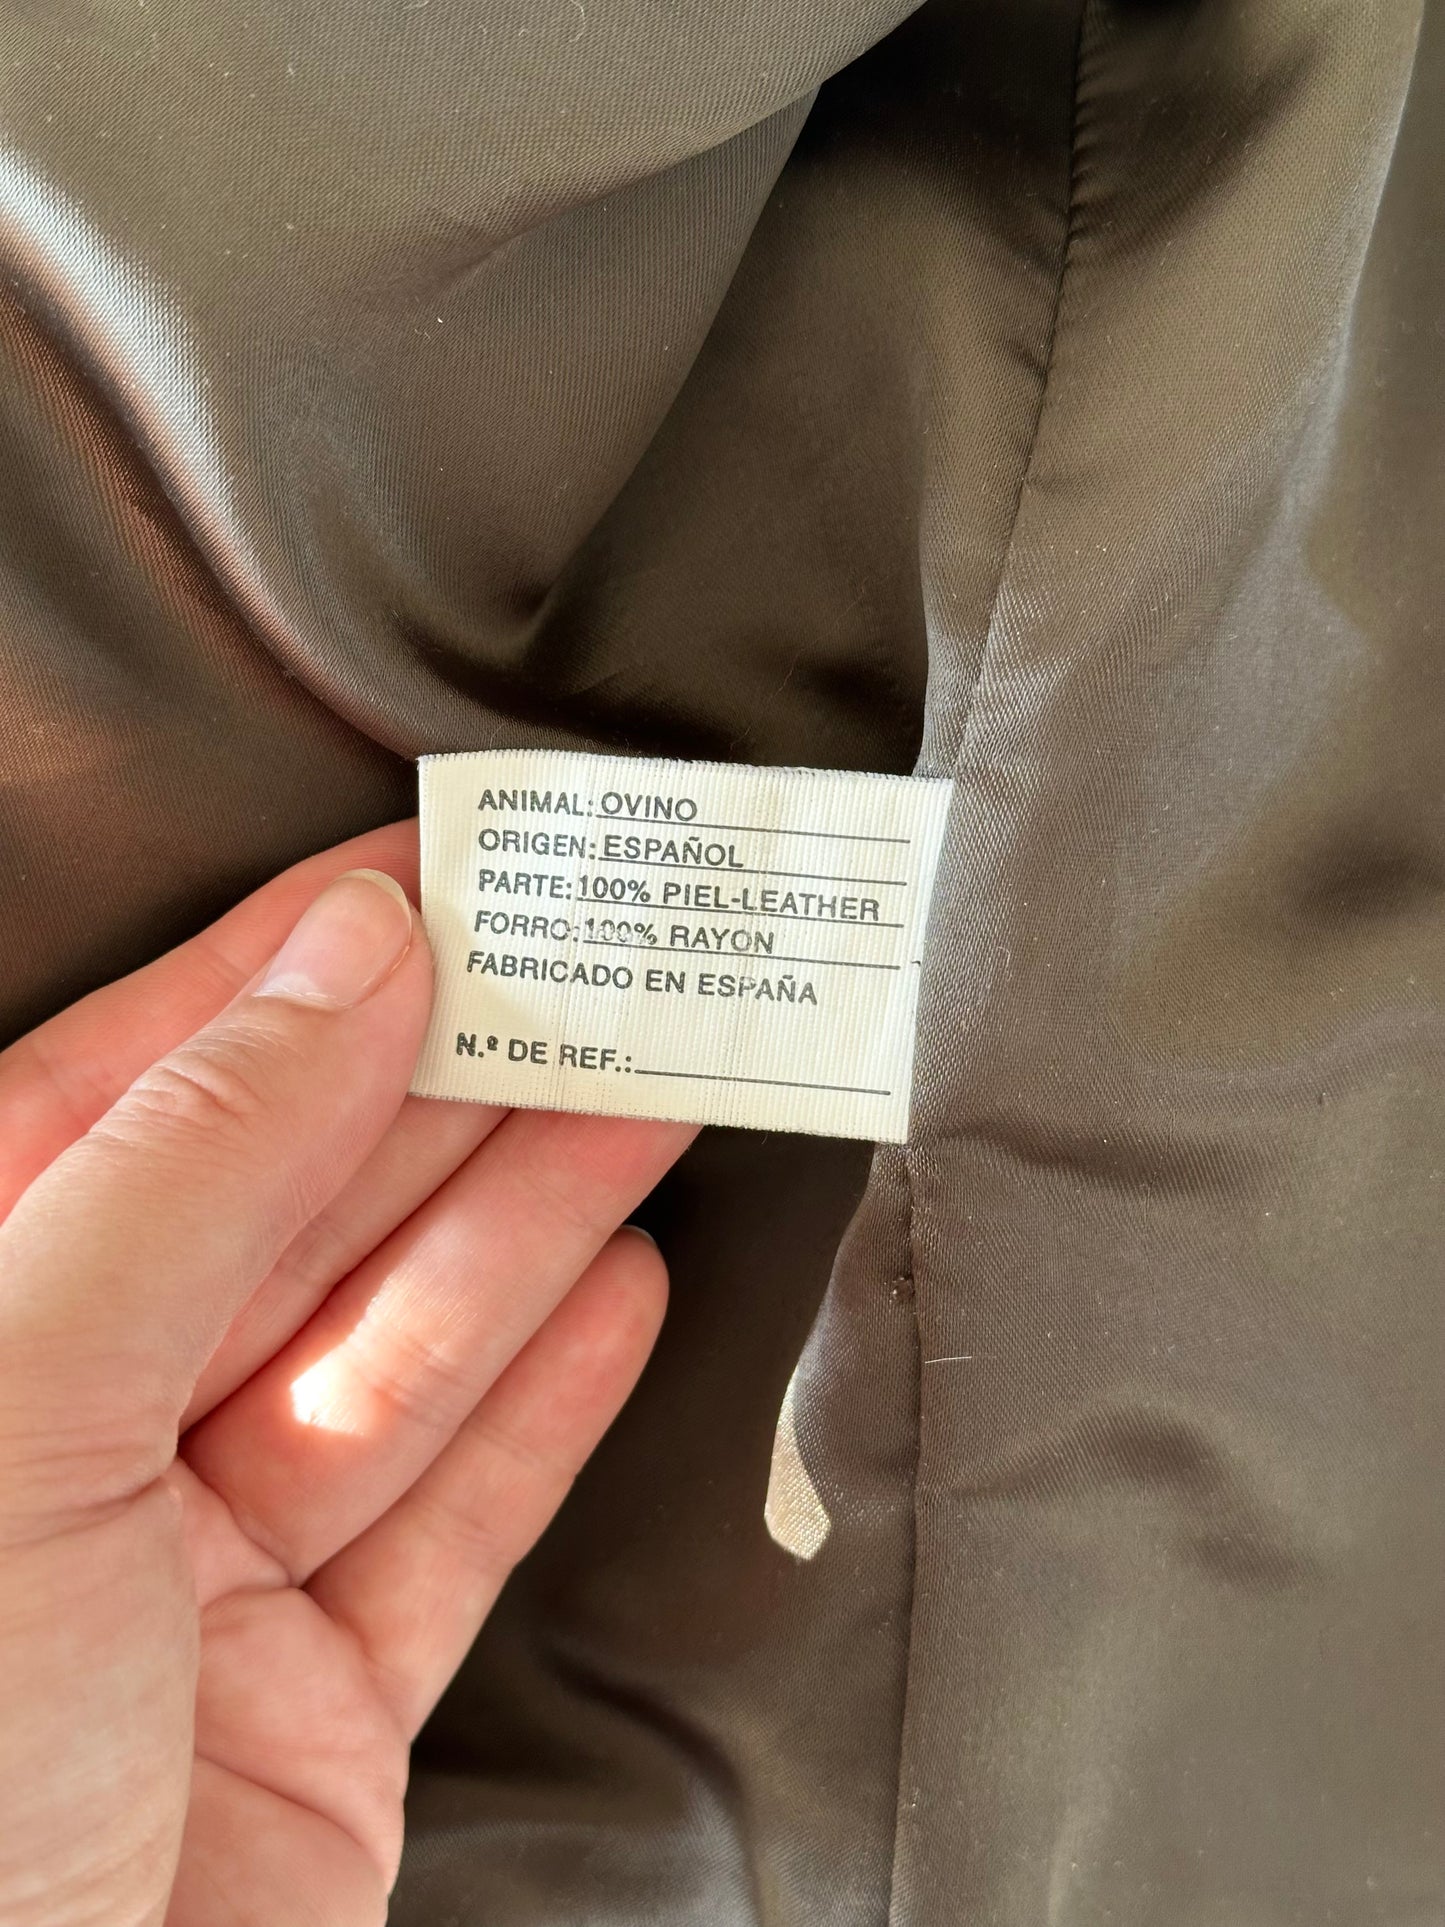 ANIMAL: OVINO
ORIGEN: ESPAÑOL
PARTE: 100% PIEL-LEATHER
FORRO: 100% RAYON
FABRICADO EN ESPAÑA
N.º DE REF.: